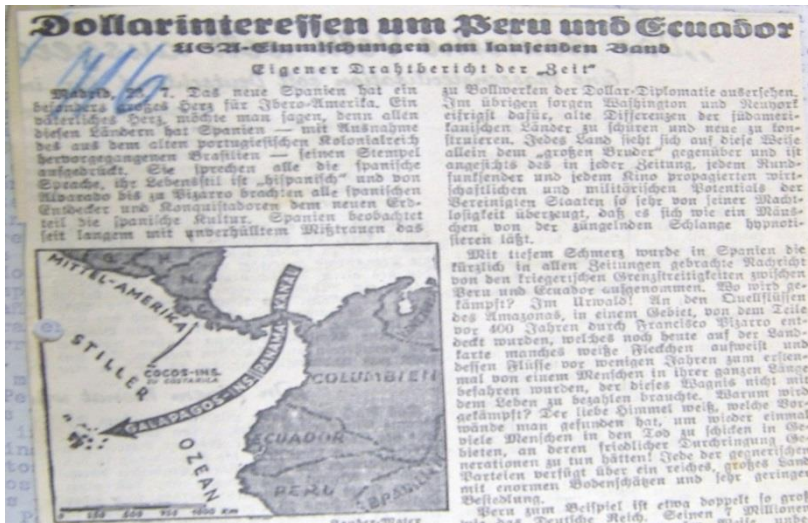 Dollarinteressen um Peru und Ecuador
USA-Einmischungen am laufenden Band
Eigener Drahtbericht der „Zeit"
716
Madrid, 25. 7. Das neue Spanien hat ein
besonders großes Herz für Ibero-Amerika. Ein
väterliches Herz, möchte man sagen, denn allen
diesen Ländern hat Spanien — mit Ausnahme
des aus dem alten portugiesischen Kolonialreich
hervorgegangenen Brasilien — seinen Stempel
aufgedrückt. Sie sprechen alle die spanische
Sprache, ihr Lebensstil ist „hispanisch" und von
Alvarado bis zu Pizarro brachten alle spanischen
Entdecker und Konquistadoren dem neuen Erd-
teil die spanische Kultur. Spanien beobachtet
seit langem mit unverhülltem Mißtrauen das
MITTEL-AMERIKA
STILLER
OZEAN
COCOS-INS.
ZU COSTARICA
PANAMA-KANAL
GALAPAGOS-INS.
COLUMBIEN
ECUADOR
PERU
BRASILIEN
1000 Km
zu Bollwerken der Dollar-Diplomatie ausersehen.
Im übrigen sorgen Washington und Neuyork
eifrigst dafür, alte Differenzen der südameri-
kanischen Länder zu schüren und neue zu kon-
struieren. Jedes Land sieht sich auf diese Weise
allein dem „großen Bruder" gegenüber und ist
angesichts des in jeder Zeitung, jedem Rund-
funksender und jedem Kino propagierten wirt-
schaftlichen und militärischen Potentials der
Vereinigten Staaten so sehr von seiner Macht-
losigkeit überzeugt, daß es sich wie ein Mäus-
chen von der züngelnden Schlange hypnoti-
sieren läßt.
Mit tiefem Schmerz wurde in Spanien die
kürzlich in allen Zeitungen gebrachte Nachricht
von den kriegerischen Grenzstreitigkeiten zwischen
Peru und Ecuador aufgenommen. Wo wird ge-
kämpft? Im Urwald! An den Quellflüssen
des Amazonas, in einem Gebiet, von dem Teile
vor 400 Jahren durch Francisco Pizarro ent-
deckt wurden, welches noch heute auf der Land-
karte manches weiße Fleckchen aufweist und
dessen Flüsse vor wenigen Jahren zum ersten-
mal von einem Menschen in ihrer ganzen Länge
befahren wurden, der dieses Wagnis nicht mit
dem Leben zu bezahlen brauchte. Warum wird
gekämpft? Der liebe Himmel weiß, welche Vor-
wände man gefunden hat, um wieder einmal
viele Menschen in den Tod zu schicken in Ge-
bieten, an deren friedlicher Durchdringung Ge-
nerationen zu tun hätten! Jede der gegnerischen
Parteien verfügt über ein reiches, großes Land
mit enormen Bodenschätzen und sehr geringer
Besiedlung.
Peru zum Beispiel ist etwa doppelt so groß
wie das Deutsche Reich. Seinen 7 Millionen